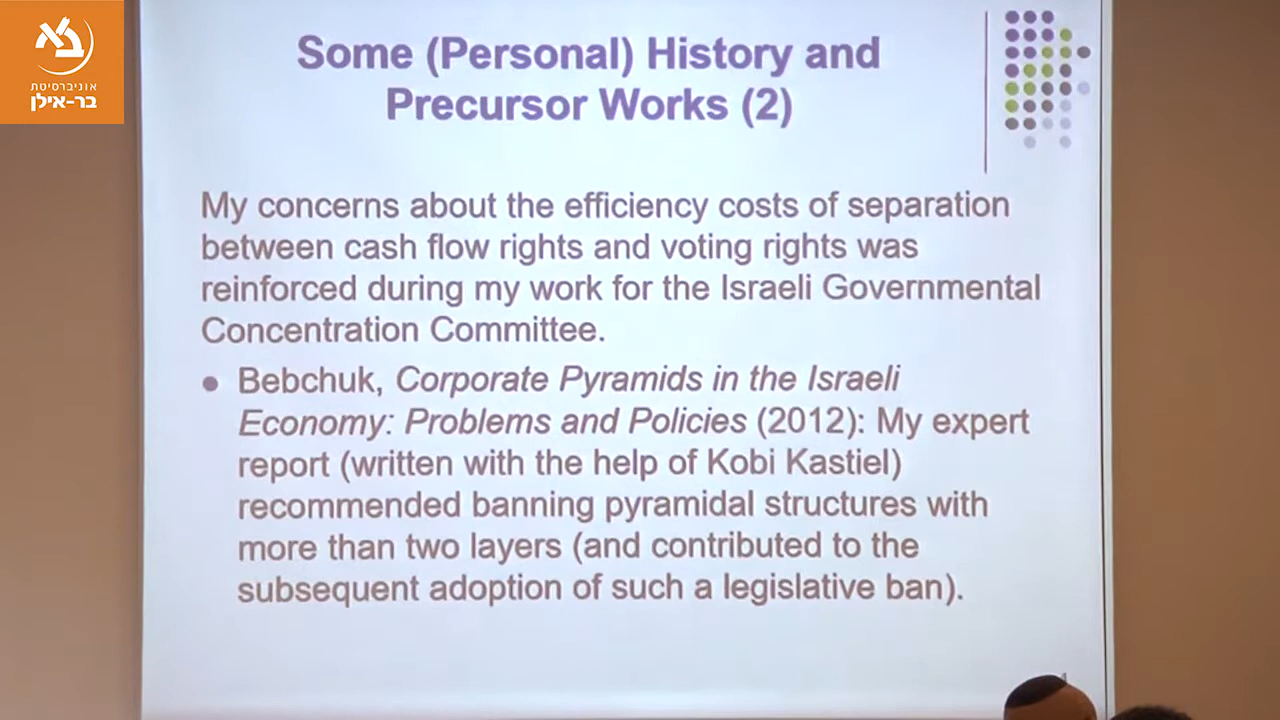 אוניברסיטת
בר-אילן
Some (Personal) History and
Precursor Works (2)
My concerns about the efficiency costs of separation
between cash flow rights and voting rights was
reinforced during my work for the Israeli Governmental
Concentration Committee.
Bebchuk, Corporate Pyramids in the Israeli
Economy: Problems and Policies (2012): My expert
report (written with the help of Kobi Kastiel)
recommended banning pyramidal structures with
more than two layers (and contributed to the
subsequent adoption of such a legislative ban).